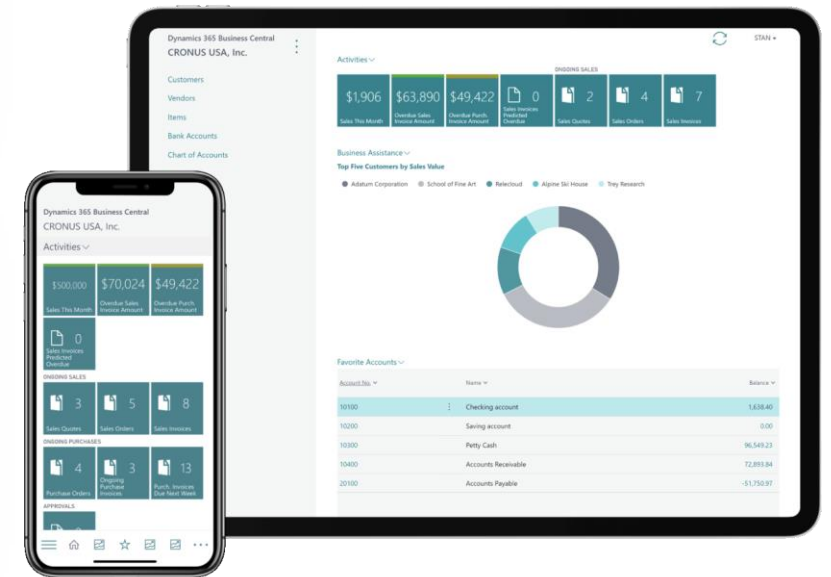 Dynamics 365 Business Central
CRONUS USA, Inc.
Customers
Vendors
Items
Bank Accounts
Chart of Accounts
STAN
Activities
ONGOING SALES
$1,906
Sales This Month
$63,890
Overdue Sales
Invoice Amount
$49,422
Overdue Purch.
Invoice Amount
0
Sales Invoices
Predicted
Overdue
2
Sales Quotes
4
Sales Orders
7
Sales Invoices
Business Assistance
Top Five Customers by Sales Value
Adatum Corporation School of Fine Art Relecloud Alpine Ski House Trey Research
Favorite Accounts
Account No. Name Balance
10100 Checking account 1,638.40
10200 Saving account 0.00
10300 Petty Cash 96,549.23
10400 Accounts Receivable 72,893.84
20100 Accounts Payable -51,750.97
Dynamics 365 Business Central
CRONUS USA, Inc.
Activities
$500,000
Sales This Month
$70,024
Overdue Sales
Invoice Amount
$49,422
Overdue Purch.
Invoice Amount
0
Sales Invoices
Predicted
Overdue
ONGOING SALES
3
Sales Quotes
5
Sales Orders
8
Sales Invoices
ONGOING PURCHASES
4
Purchase Orders
3
Ongoing
Purchase
Invoices
13
Purch. Invoices
Due Next Week
APPROVALS